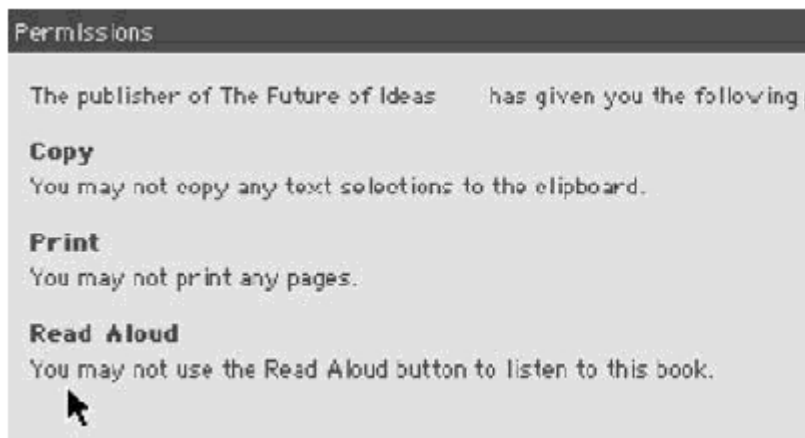 Permissions
The publisher of The Future of Ideas has given you the following
Copy
You may not copy any text selections to the clipboard.
Print
You may not print any pages.
Read Aloud
You may not use the Read Aloud button to listen to this book.